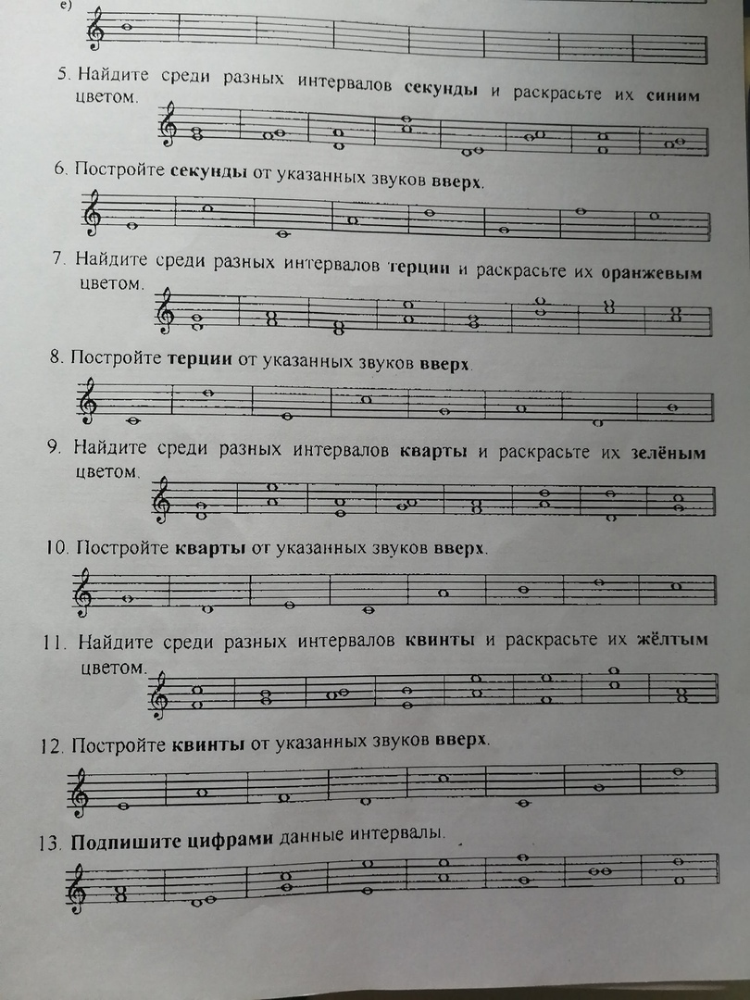 е)
5. Найдите среди разных интервалов секунды и раскрасьте их синим
цветом.
6. Постройте секунды от указанных звуков вверх.
7. Найдите среди разных интервалов терции и раскрасьте их оранжевым
цветом.
8. Постройте терции от указанных звуков вверх.
9. Найдите среди разных интервалов кварты и раскрасьте их зелёным
цветом.
10. Постройте кварты от указанных звуков вверх.
11. Найдите среди разных интервалов квинты и раскрасьте их жёлтым
цветом.
12. Постройте квинты от указанных звуков вверх.
13. Подпишите цифрами данные интервалы.